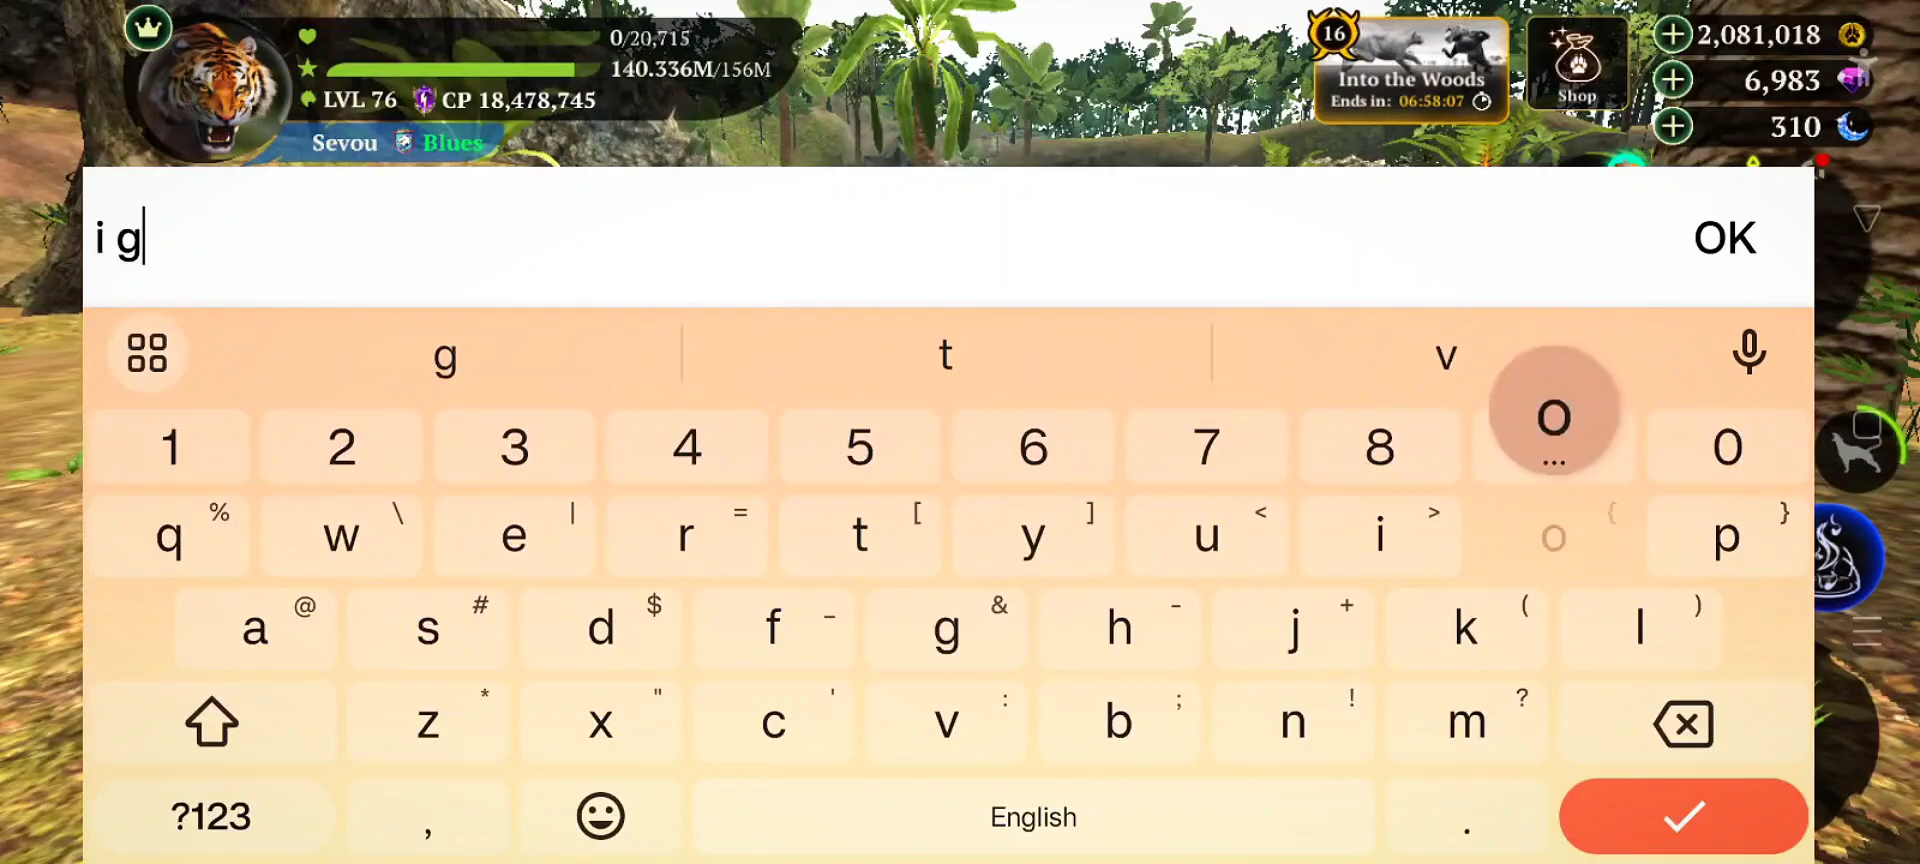 0/20,715
140.336M/156M
LVL 76 CP 18,478,745
Sevou Blues
16
Into the Woods
Ends in: 06:58:07
Shop
2,081,018
6,983
310
i g
OK
g t v
o
...
1 2 3 4 5 6 7 8 0
% \ | = [ ] < > { }
q w e r t y u i o p
@ # $ _ & - + ( )
a s d f g h j k l
* " ' : ; ! ?
z x c v b n m
?123 , English .